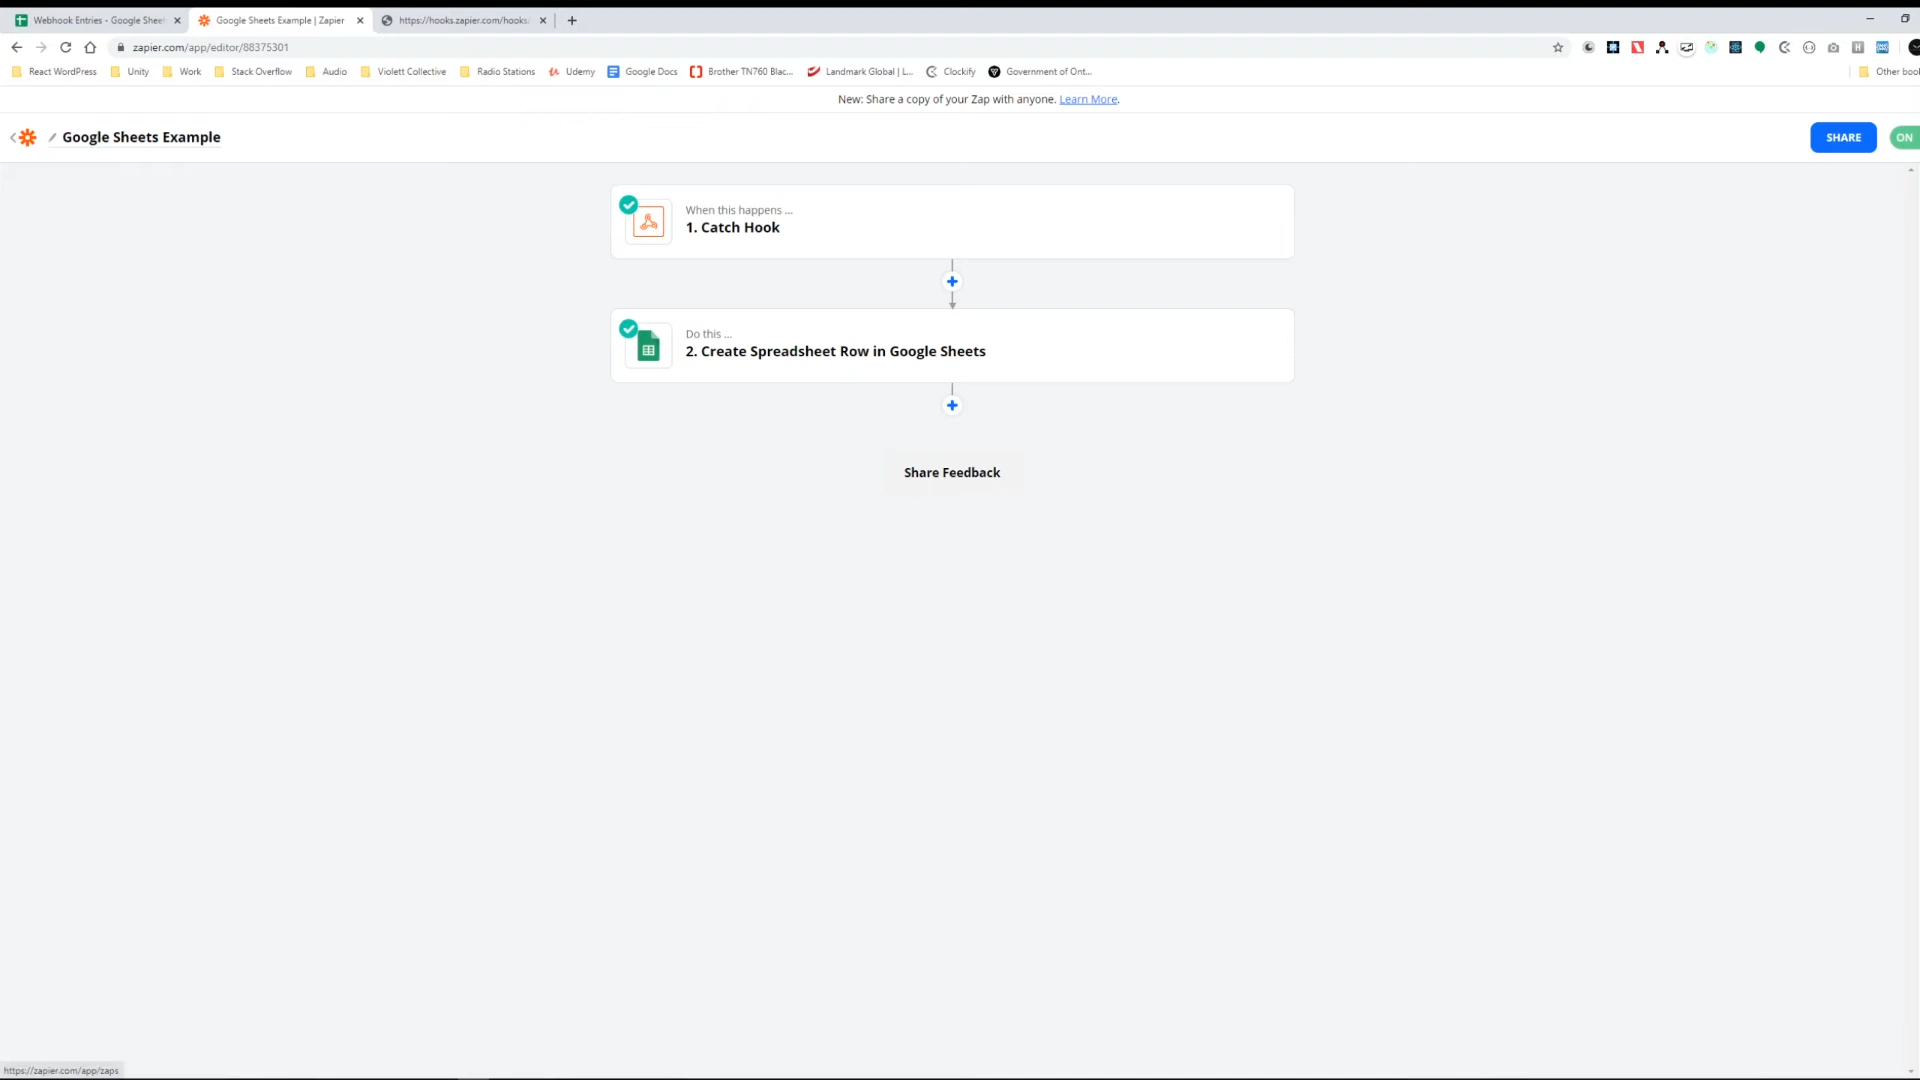 Webhook Entries - Google Sheet
Google Sheets Example | Zapier
https://hooks.zapier.com/hooks
zapier.com/app/editor/88375301
React WordPress
Unity
Work
Stack Overflow
Audio
Violett Collective
Radio Stations
Udemy
Google Docs
Brother TN760 Blac...
Landmark Global | L...
Clockify
Government of Ont...
Other boo
New: Share a copy of your Zap with anyone. Learn More.
Google Sheets Example
SHARE
ON
When this happens ...
1. Catch Hook
Do this ...
2. Create Spreadsheet Row in Google Sheets
Share Feedback
https://zapier.com/app/zaps